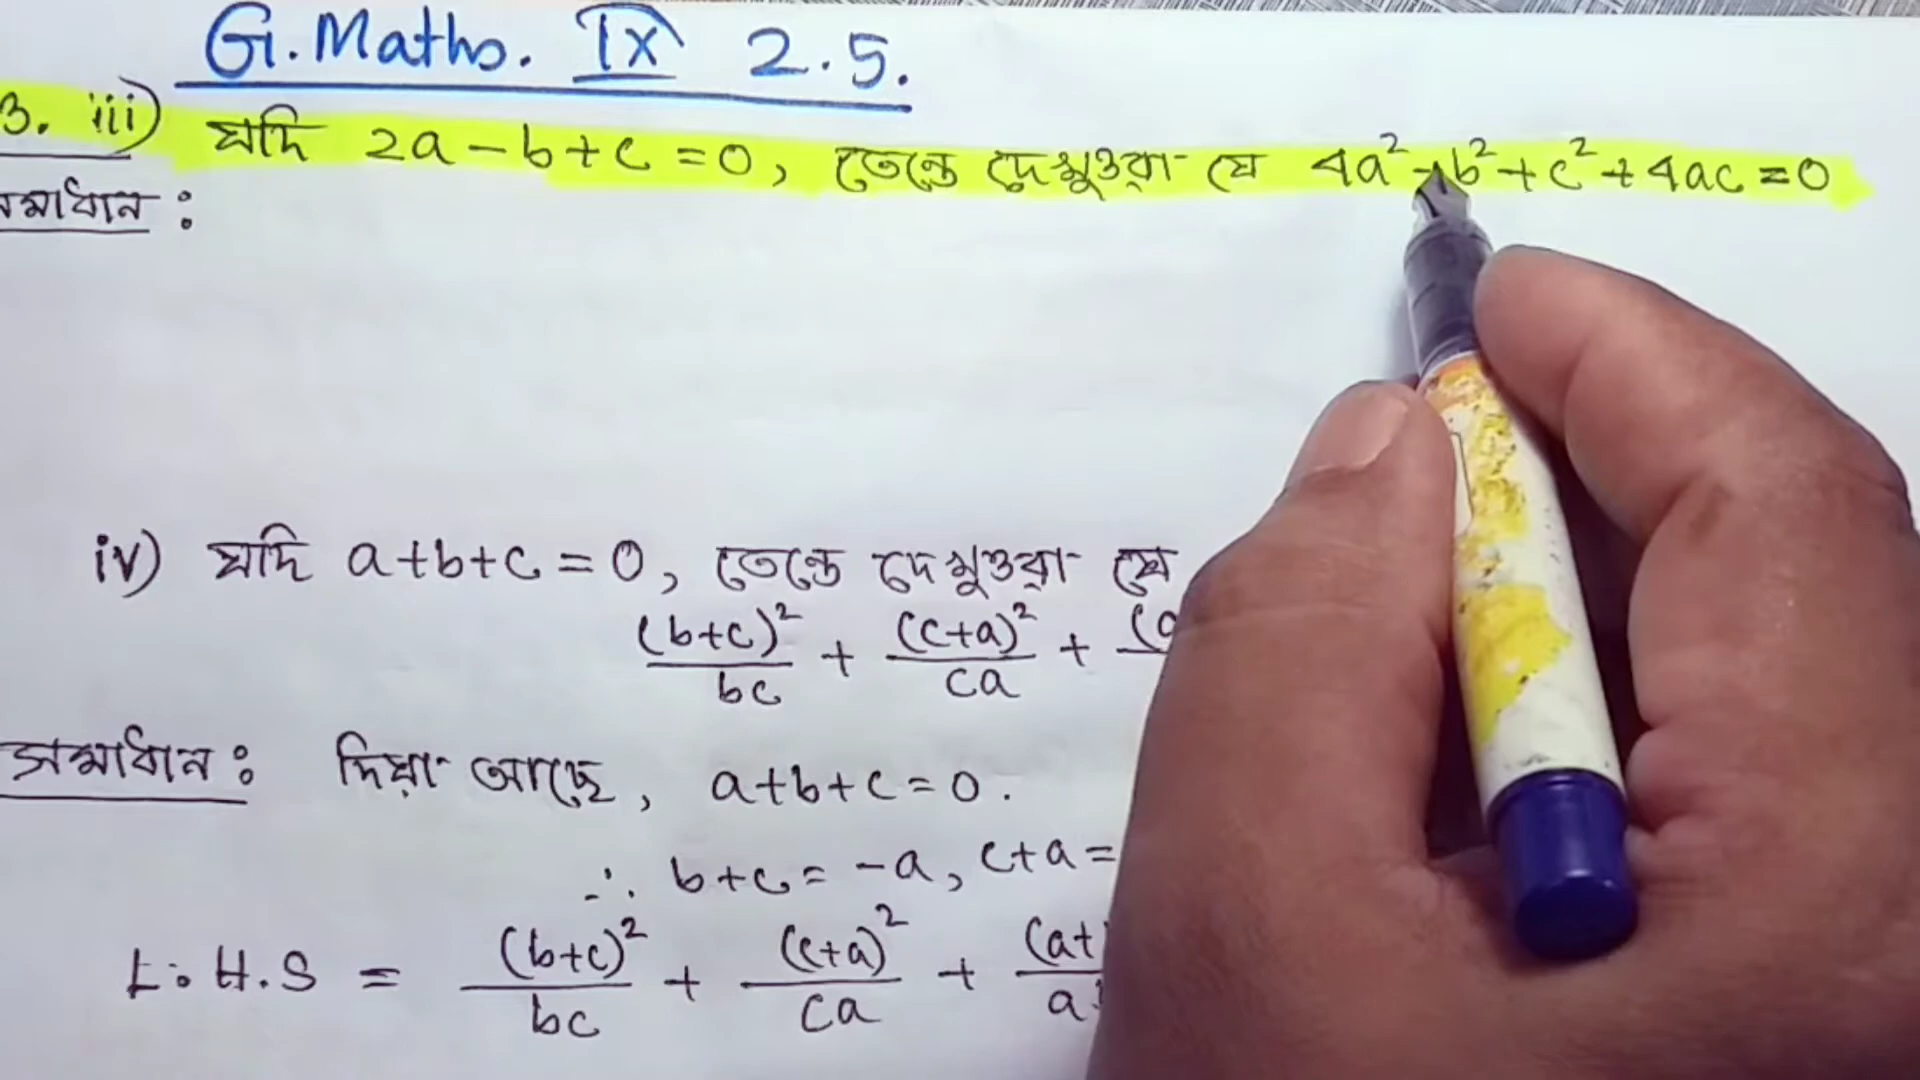 G. Maths. IX 2.5.
3. iii) যদি 2a - b + c = 0, তেন্তে দেখুওৱা যে 4a² - b² + c² + 4ac = 0
সমাধান :
iv) যদি a+b+c = 0, তেন্তে দেখুওৱা যে
(b+c)²/bc + (c+a)²/ca + (
সমাধান : দিয়া আছে, a+b+c = 0.
∴ b+c = -a, c+a =
L.H.S = (b+c)²/bc + (c+a)²/ca + (a+